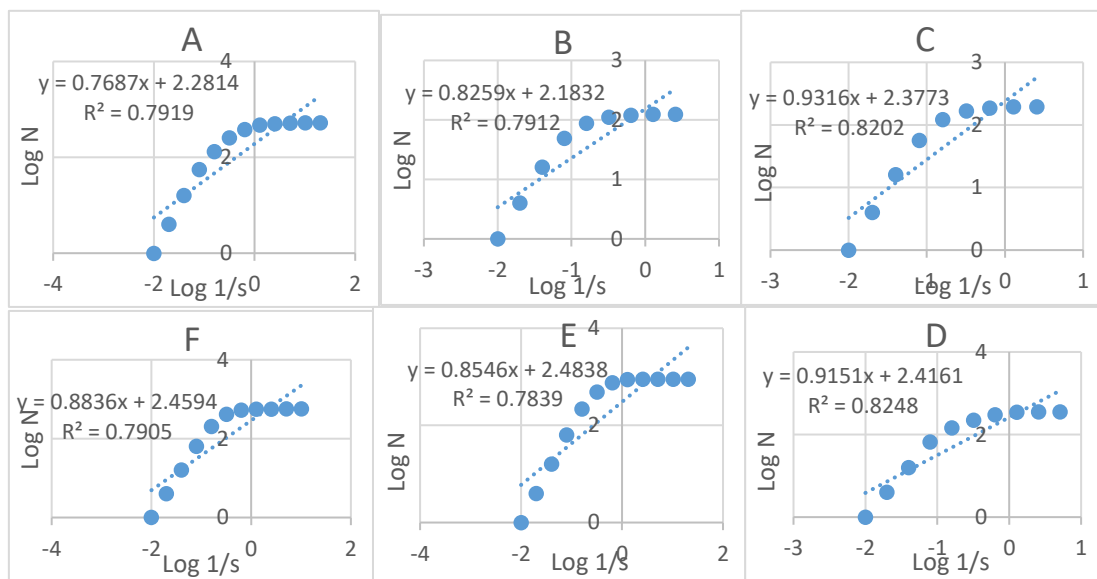 A
y = 0.7687x + 2.2814
R² = 0.7919
Log N
4
2
0
-4
-2
0
2
Log 1/s
B
y = 0.8259x + 2.1832
R² = 0.7912
Log N
3
2
1
0
-3
-2
-1
0
1
Log 1/s
C
y = 0.9316x + 2.3773
R² = 0.8202
Log N
3
2
1
0
-3
-2
-1
0
1
Log 1/s
F
y = 0.8836x + 2.4594
R² = 0.7905
Log N
4
2
0
-4
-2
0
2
Log 1/s
E
y = 0.8546x + 2.4838
R² = 0.7839
Log N
4
2
0
-4
-2
0
2
Log 1/s
D
y = 0.9151x + 2.4161
R² = 0.8248
Log N
4
2
0
-3
-2
-1
0
1
Log 1/s